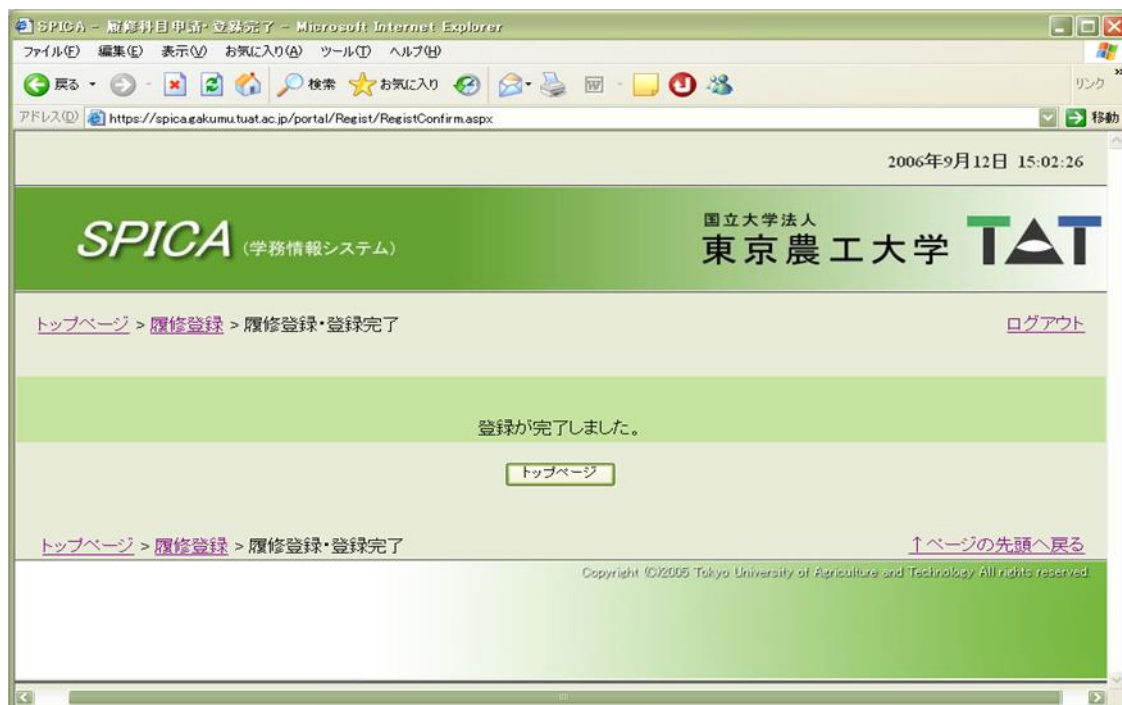 SPICA - 履修科目申請・登録完了 - Microsoft Internet Explorer
ファイル(F) 編集(E) 表示(V) お気に入り(A) ツール(T) ヘルプ(H)
戻る 検索 お気に入り リンク »
アドレス(D) https://spica.gakumu.tuat.ac.jp/portal/Regist/RegistConfirm.aspx 移動
2006年9月12日 15:02:26
SPICA (学務情報システム)
国立大学法人
東京農工大学 TAT
トップページ > 履修登録 > 履修登録・登録完了 ログアウト
登録が完了しました。
トップページ
トップページ > 履修登録 > 履修登録・登録完了 ↑ページの先頭へ戻る
Copyright (C)2005 Tokyo University of Agriculture and Technology All rights reserved.